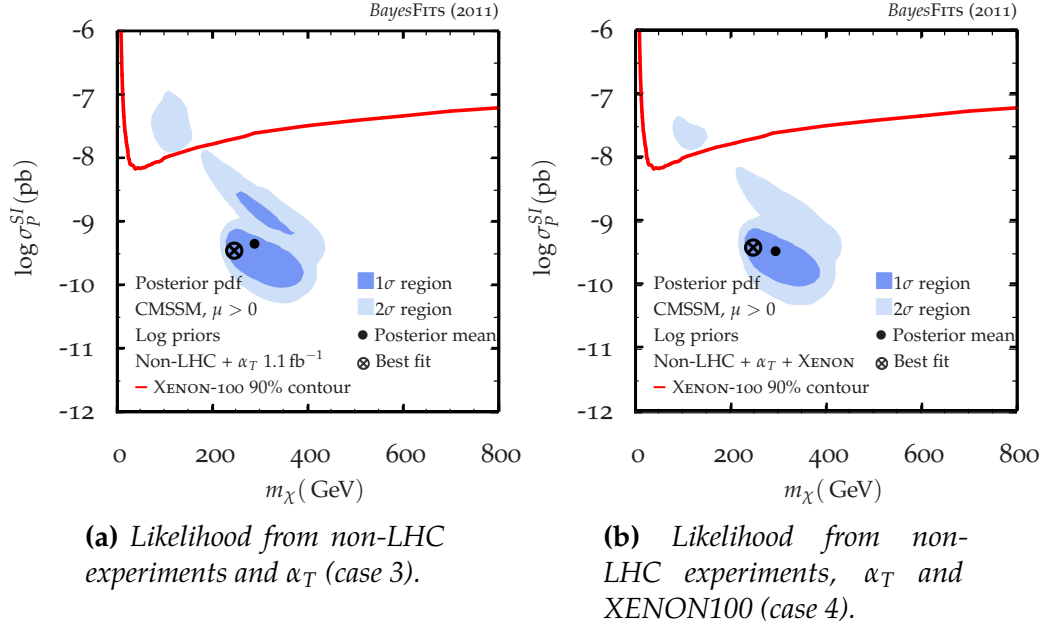 BayesFITS (2011)
-6
-7
-8
-9
-10
-11
-12
log σ_p^{SI} (pb)
Posterior pdf
CMSSM, μ > 0
Log priors
Non-LHC + α_T 1.1 fb⁻¹
XENON-100 90% contour
1σ region
2σ region
Posterior mean
Best fit
0 200 400 600 800
m_χ (GeV)
(a) Likelihood from non-LHC
experiments and α_T (case 3).
BayesFITS (2011)
-6
-7
-8
-9
-10
-11
-12
log σ_p^{SI} (pb)
Posterior pdf
CMSSM, μ > 0
Log priors
Non-LHC + α_T + XENON
XENON-100 90% contour
1σ region
2σ region
Posterior mean
Best fit
0 200 400 600 800
m_χ (GeV)
(b) Likelihood from non-
LHC experiments, α_T and
XENON100 (case 4).